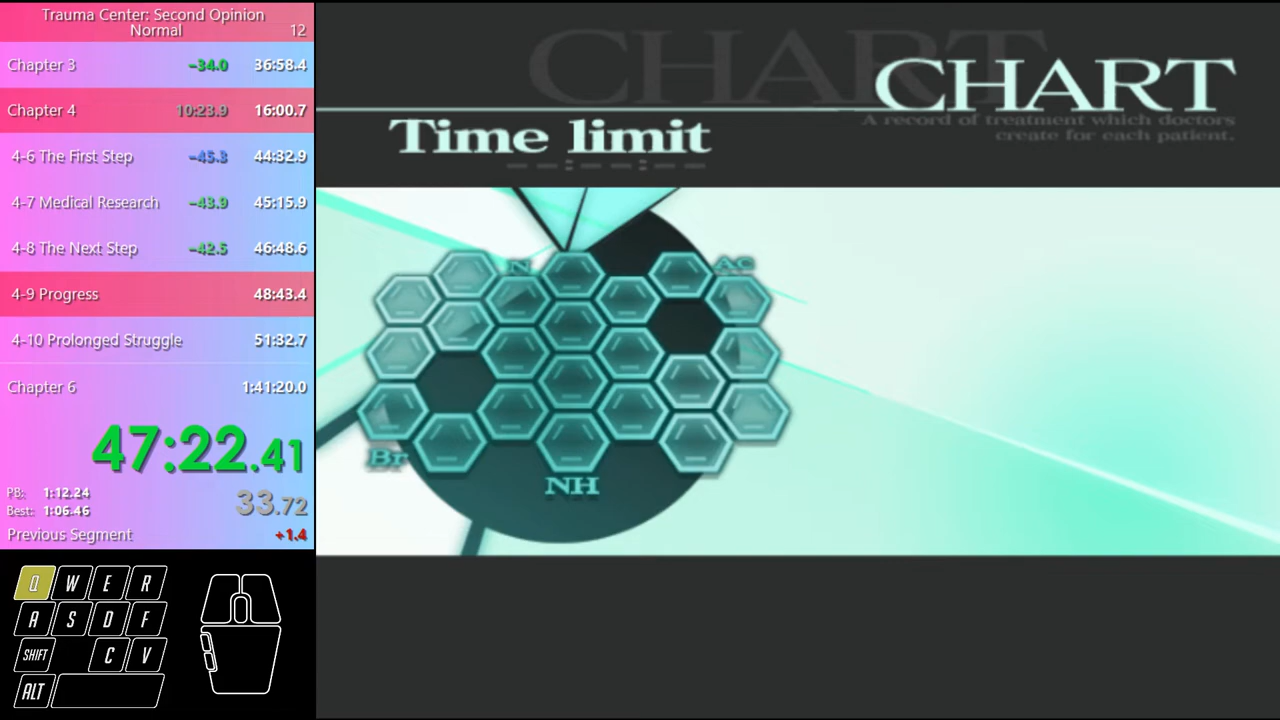 Trauma Center: Second Opinion
Normal 12
Chapter 3 -34.0 36:58.4
Chapter 4 10:23.9 16:00.7
4-6 The First Step -45.3 44:32.9
4-7 Medical Research -43.9 45:15.9
4-8 The Next Step -42.5 46:48.6
4-9 Progress 48:43.4
4-10 Prolonged Struggle 51:32.7
Chapter 6 1:41:20.0
47:22.41
PB: 1:12.24
Best: 1:06.46
33.72
Previous Segment +1.4
Q W E R
A S D F
SHIFT C V
ALT
CHART
CHART
A record of treatment which doctors
create for each patient.
Time limit
--:--:--
N
AC
Br
NH